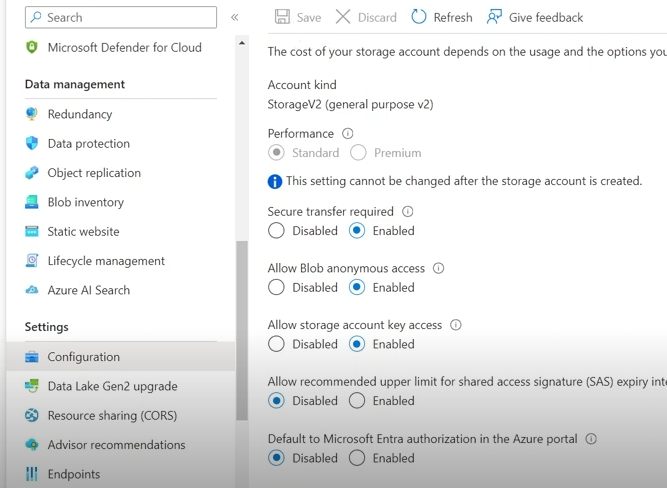 Search
«
Microsoft Defender for Cloud
Data management
Redundancy
Data protection
Object replication
Blob inventory
Static website
Lifecycle management
Azure AI Search
Settings
Configuration
Data Lake Gen2 upgrade
Resource sharing (CORS)
Advisor recommendations
Endpoints
Save Discard Refresh Give feedback
The cost of your storage account depends on the usage and the options you
Account kind
StorageV2 (general purpose v2)
Performance
Standard Premium
This setting cannot be changed after the storage account is created.
Secure transfer required
Disabled Enabled
Allow Blob anonymous access
Disabled Enabled
Allow storage account key access
Disabled Enabled
Allow recommended upper limit for shared access signature (SAS) expiry inte
Disabled Enabled
Default to Microsoft Entra authorization in the Azure portal
Disabled Enabled